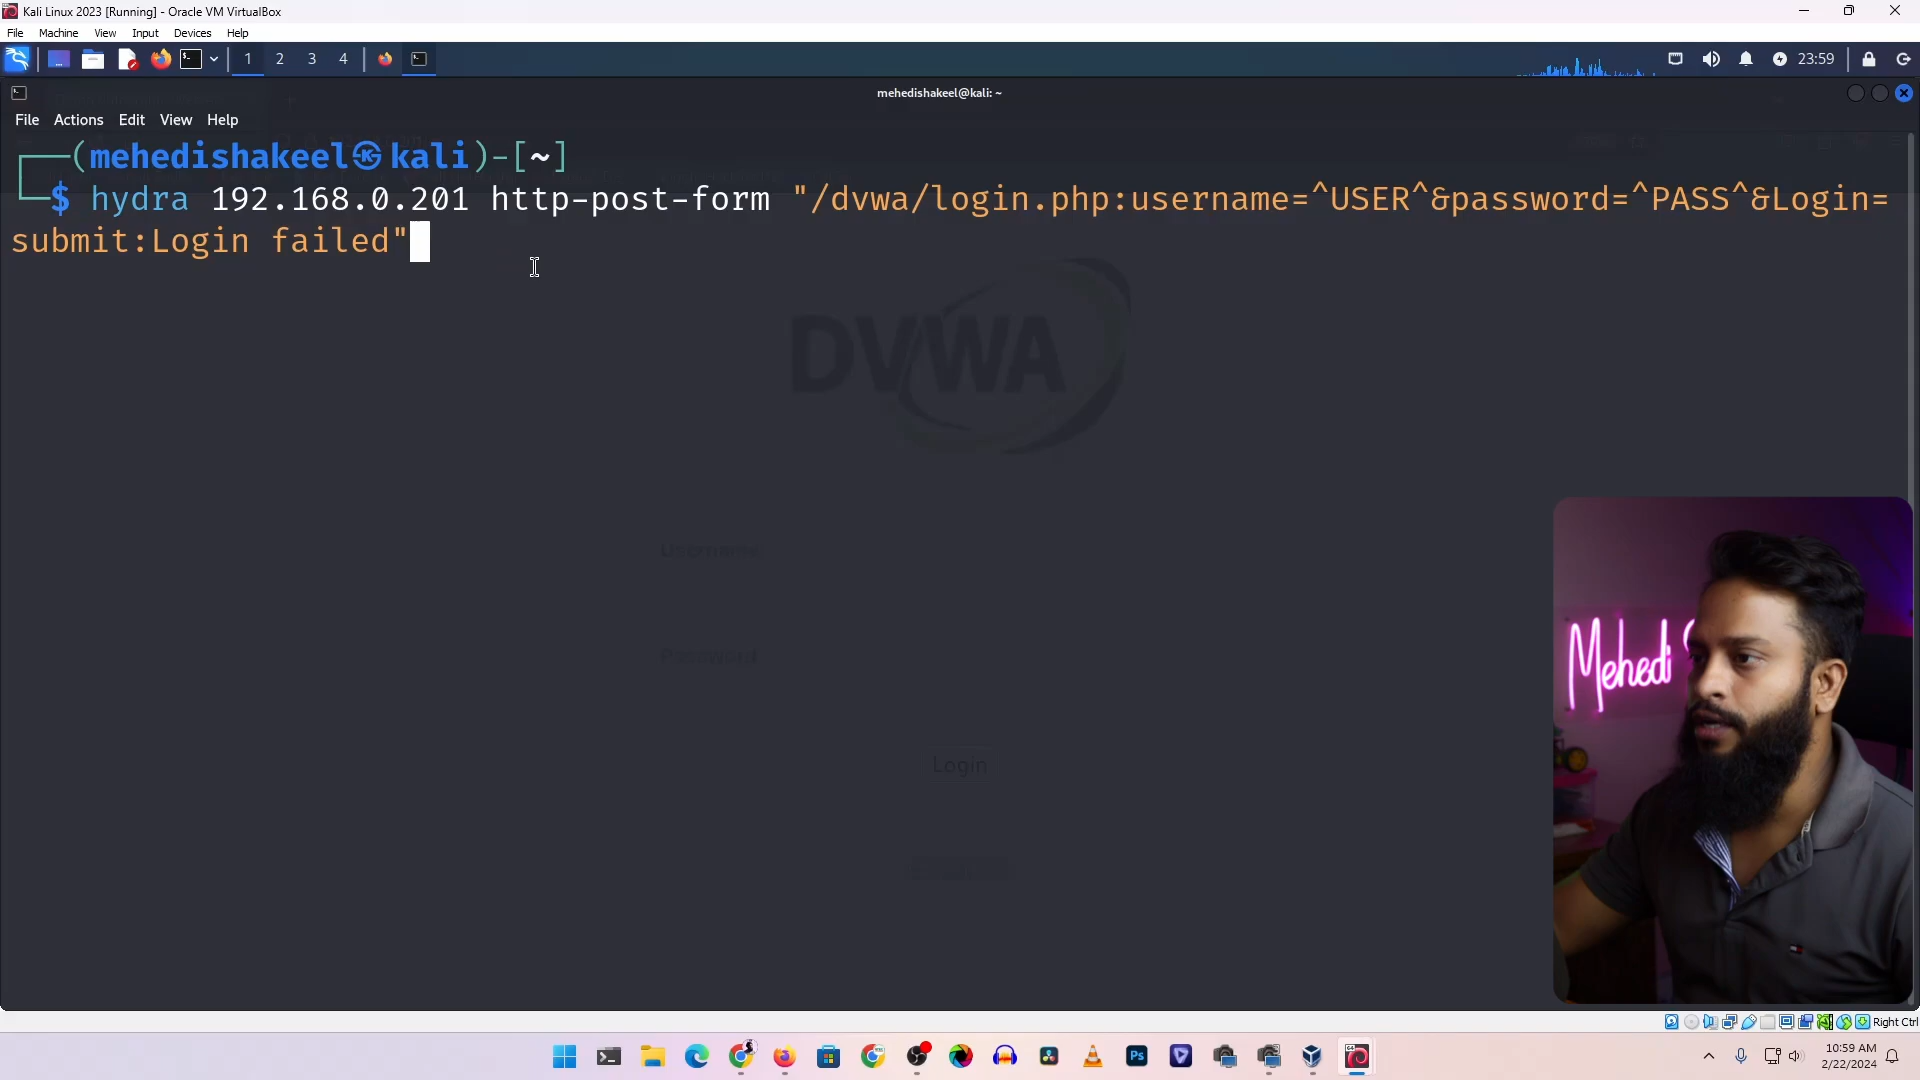 Kali Linux 2023 [Running] - Oracle VM VirtualBox
File Machine View Input Devices Help
1 2 3 4
23:59
mehedishakeel@kali: ~
File Actions Edit View Help
(mehedishakeel㉿kali)-[~]
$ hydra 192.168.0.201 http-post-form "/dvwa/login.php:username=^USER^&password=^PASS^&Login=
submit:Login failed"
DVWA
Username
Password
Login
Mehedi S
Right Ctrl
Ps
10:59 AM
2/22/2024